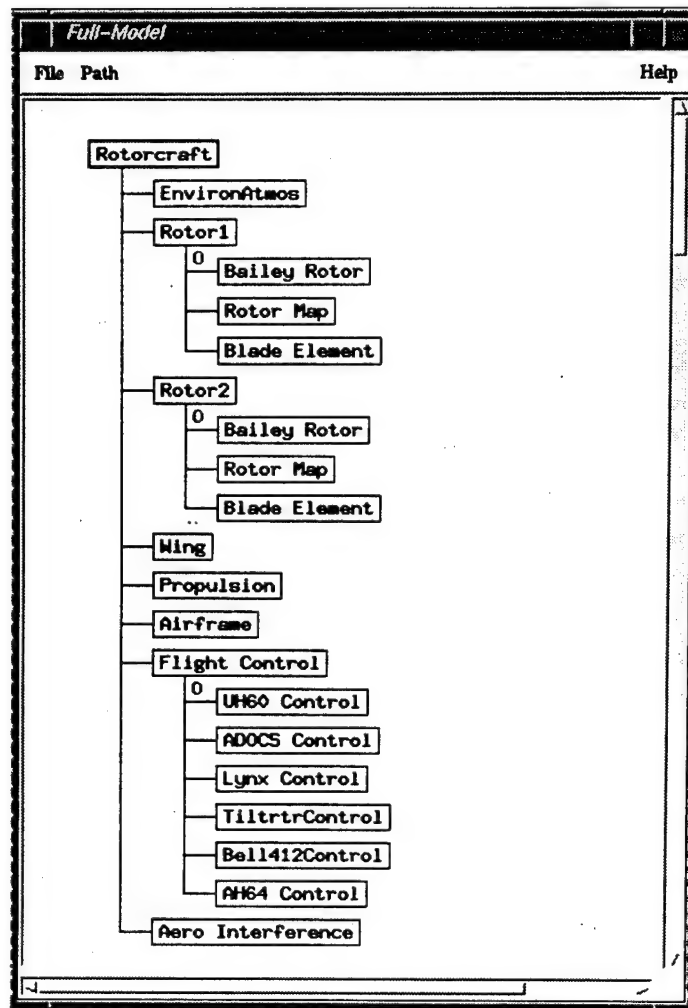 Full-Model
File Path Help
Rotorcraft
EnvironAtmos
Rotor1
0
Bailey Rotor
Rotor Map
Blade Element
Rotor2
0
Bailey Rotor
Rotor Map
Blade Element
Wing
Propulsion
Airframe
Flight Control
0
UH60 Control
ADOCS Control
Lynx Control
TiltrtrControl
Bell412Control
AH64 Control
Aero Interference